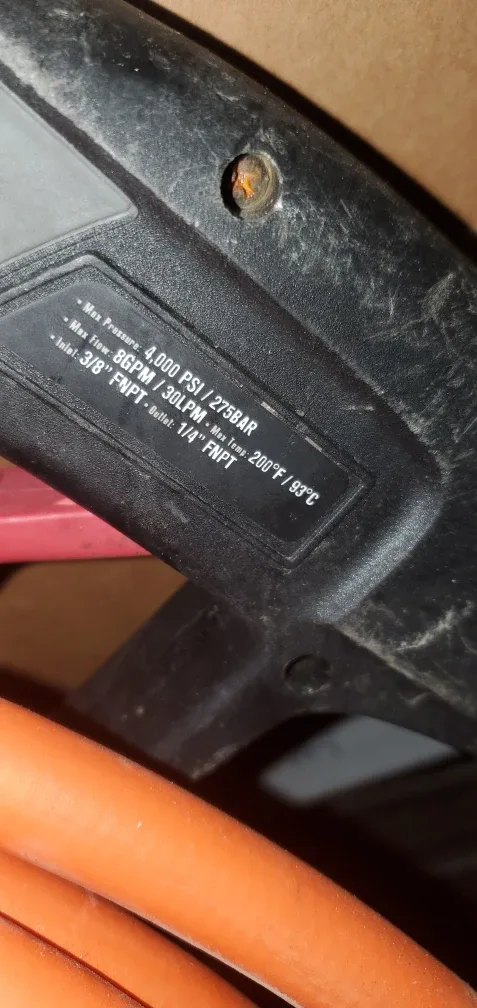 • Max Pressure: 4,000 PSI / 275BAR
• Max Flow: 8GPM / 30LPM • Max Temp: 200°F / 93°C
• Inlet: 3/8" FNPT • Outlet: 1/4" FNPT